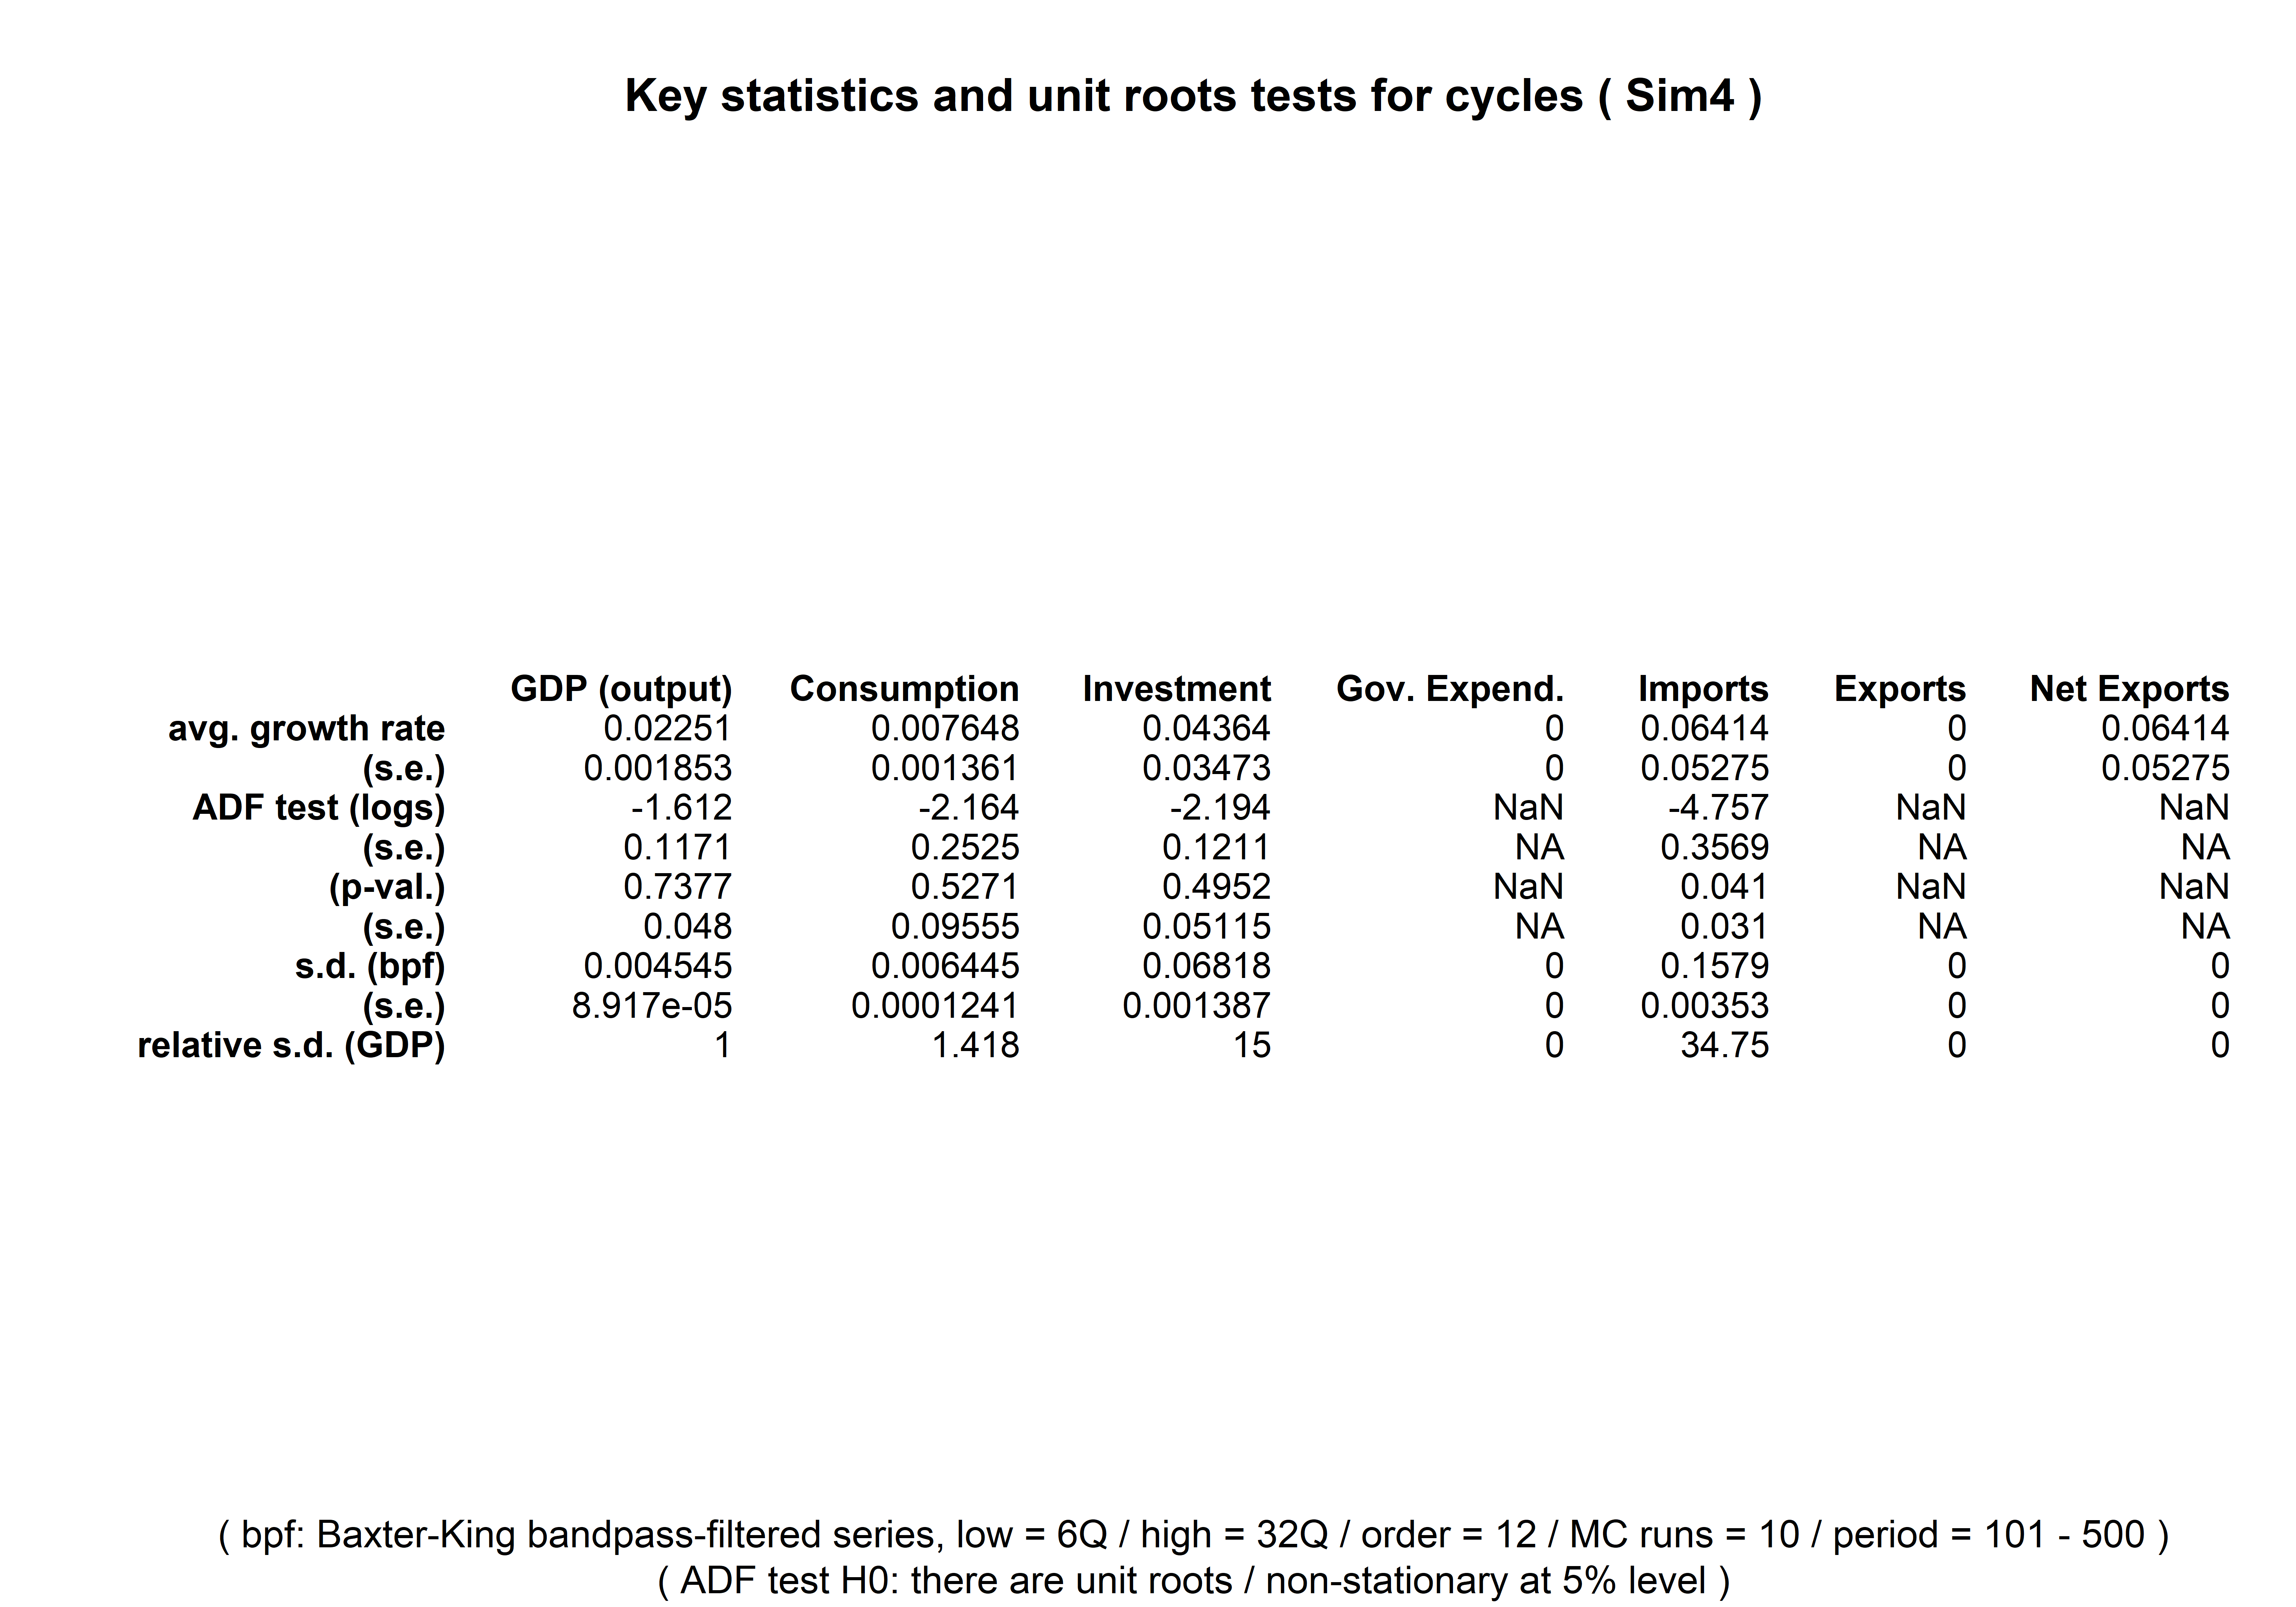 Key statistics and unit roots tests for cycles ( Sim4 )
GDP (output) Consumption Investment Gov. Expend. Imports Exports Net Exports
avg. growth rate 0.02251 0.007648 0.04364 0 0.06414 0 0.06414
(s.e.) 0.001853 0.001361 0.03473 0 0.05275 0 0.05275
ADF test (logs) -1.612 -2.164 -2.194 NaN -4.757 NaN NaN
(s.e.) 0.1171 0.2525 0.1211 NA 0.3569 NA NA
(p-val.) 0.7377 0.5271 0.4952 NaN 0.041 NaN NaN
(s.e.) 0.048 0.09555 0.05115 NA 0.031 NA NA
s.d. (bpf) 0.004545 0.006445 0.06818 0 0.1579 0 0
(s.e.) 8.917e-05 0.0001241 0.001387 0 0.00353 0 0
relative s.d. (GDP) 1 1.418 15 0 34.75 0 0
( bpf: Baxter-King bandpass-filtered series, low = 6Q / high = 32Q / order = 12 / MC runs = 10 / period = 101 - 500 )
( ADF test H0: there are unit roots / non-stationary at 5% level )